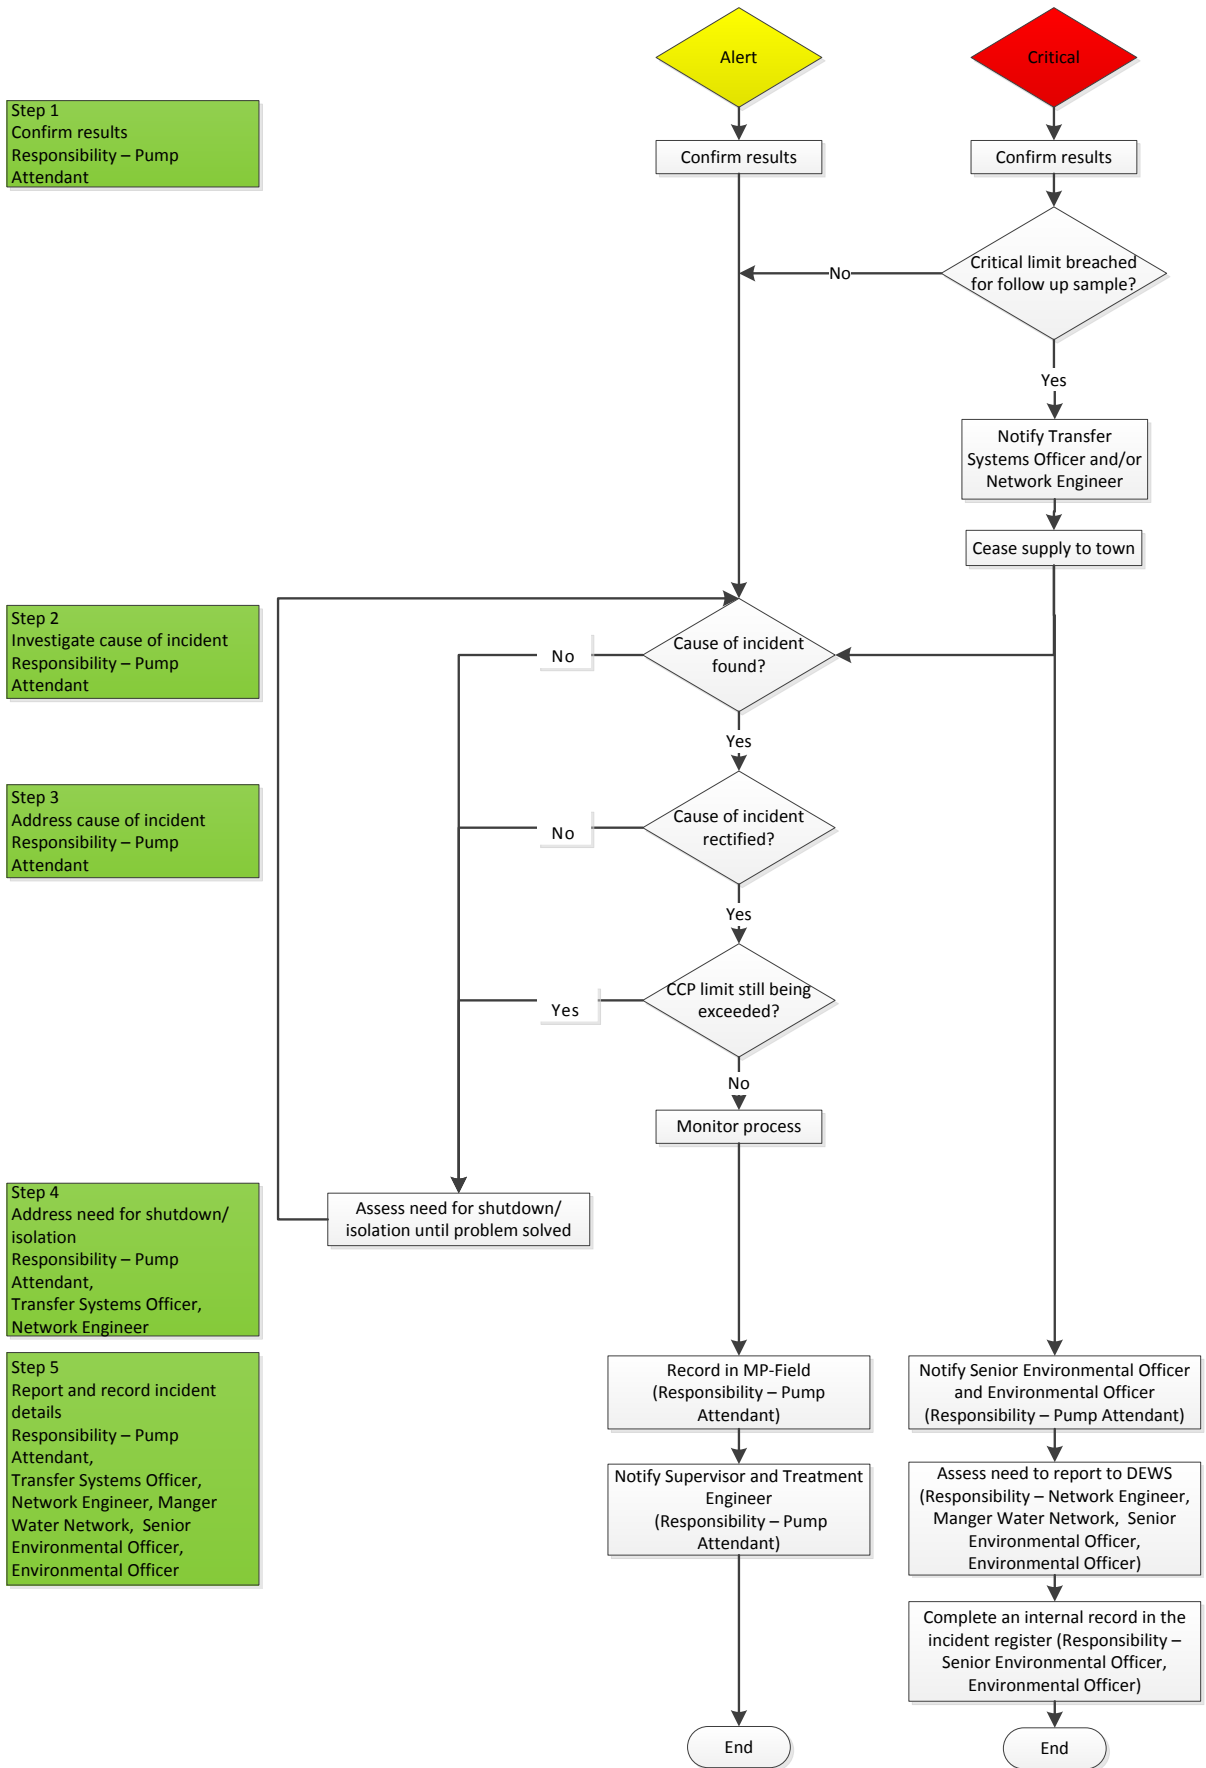 Alert
Critical
Step 1
Confirm results
Responsibility – Pump
Attendant
Confirm results
Confirm results
Critical limit breached
for follow up sample?
No
Yes
Notify Transfer
Systems Officer and/or
Network Engineer
Cease supply to town
Step 2
Investigate cause of incident
Responsibility – Pump
Attendant
Cause of incident
found?
No
Yes
Step 3
Address cause of incident
Responsibility – Pump
Attendant
Cause of incident
rectified?
No
Yes
CCP limit still being
exceeded?
Yes
No
Monitor process
Step 4
Address need for shutdown/
isolation
Responsibility – Pump
Attendant,
Transfer Systems Officer,
Network Engineer
Assess need for shutdown/
isolation until problem solved
Step 5
Report and record incident
details
Responsibility – Pump
Attendant,
Transfer Systems Officer,
Network Engineer, Manger
Water Network,  Senior
Environmental Officer,
Environmental Officer
Record in MP-Field
(Responsibility – Pump
Attendant)
Notify Senior Environmental Officer
and Environmental Officer
(Responsibility – Pump Attendant)
Notify Supervisor and Treatment
Engineer
(Responsibility – Pump
Attendant)
Assess need to report to DEWS
(Responsibility – Network Engineer,
Manger Water Network,  Senior
Environmental Officer,
Environmental Officer)
Complete an internal record in the
incident register (Responsibility –
Senior Environmental Officer,
Environmental Officer)
End
End